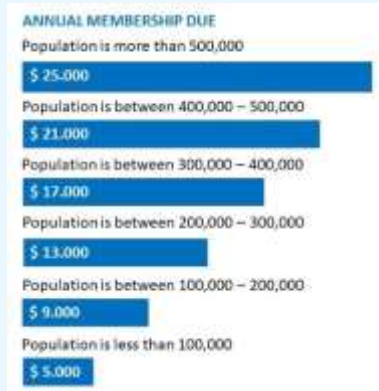 ANNUAL MEMBERSHIP DUE
Population is more than 500,000
$ 25.000
Population is between 400,000 – 500,000
$ 21.000
Population is between 300,000 – 400,000
$ 17.000
Population is between 200,000 – 300,000
$ 13.000
Population is between 100,000 – 200,000
$ 9.000
Population is less than 100,000
$ 5.000